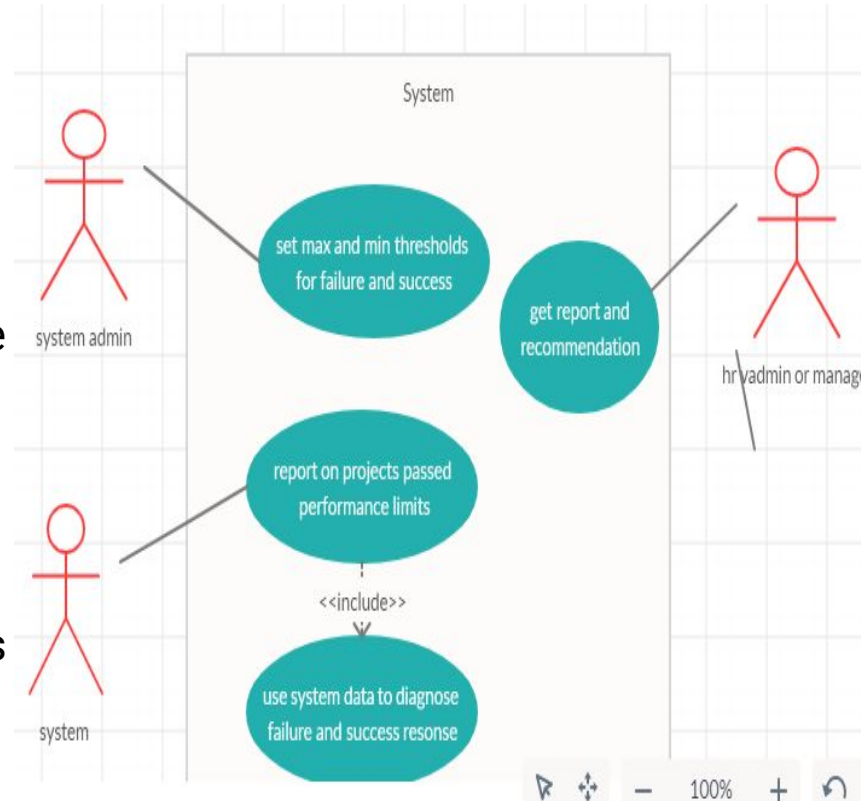 System
set max and min thresholds
for failure and success
get report and
recommendation
system admin
hr vadmin or manage
report on projects passed
performance limits
<<include>>
use system data to diagnose
failure and success resonse
system
e
s
100%